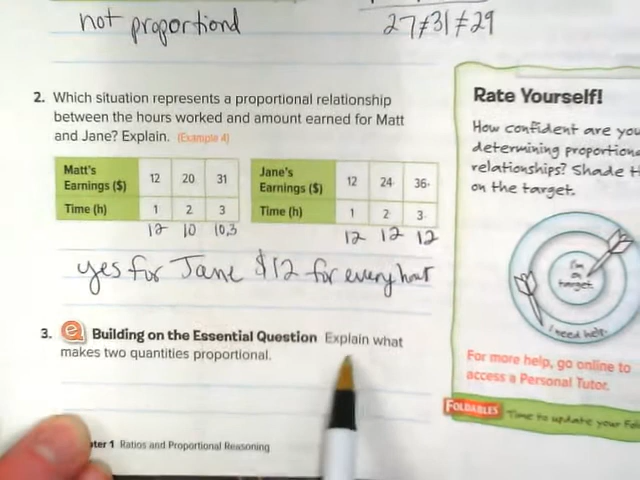 not proportional
27≠31≠29
2. Which situation represents a proportional relationship
between the hours worked and amount earned for Matt
and Jane? Explain. (Example 4)
Matt's Earnings ($) 12 20 31
Time (h) 1 2 3
12 10 10,3
Jane's Earnings ($) 12 24 36
Time (h) 1 2 3
12 12 12
yes for Jane $12 for every hour
3. e Building on the Essential Question Explain what
makes two quantities proportional.
ter 1 Ratios and Proportional Reasoning
Rate Yourself!
How confident are you
determining proportiona
relationships? Shade t
on the target.
I'm on target.
I need help.
For more help, go online to
access a Personal Tutor.
FOLDABLES Time to update your Fol